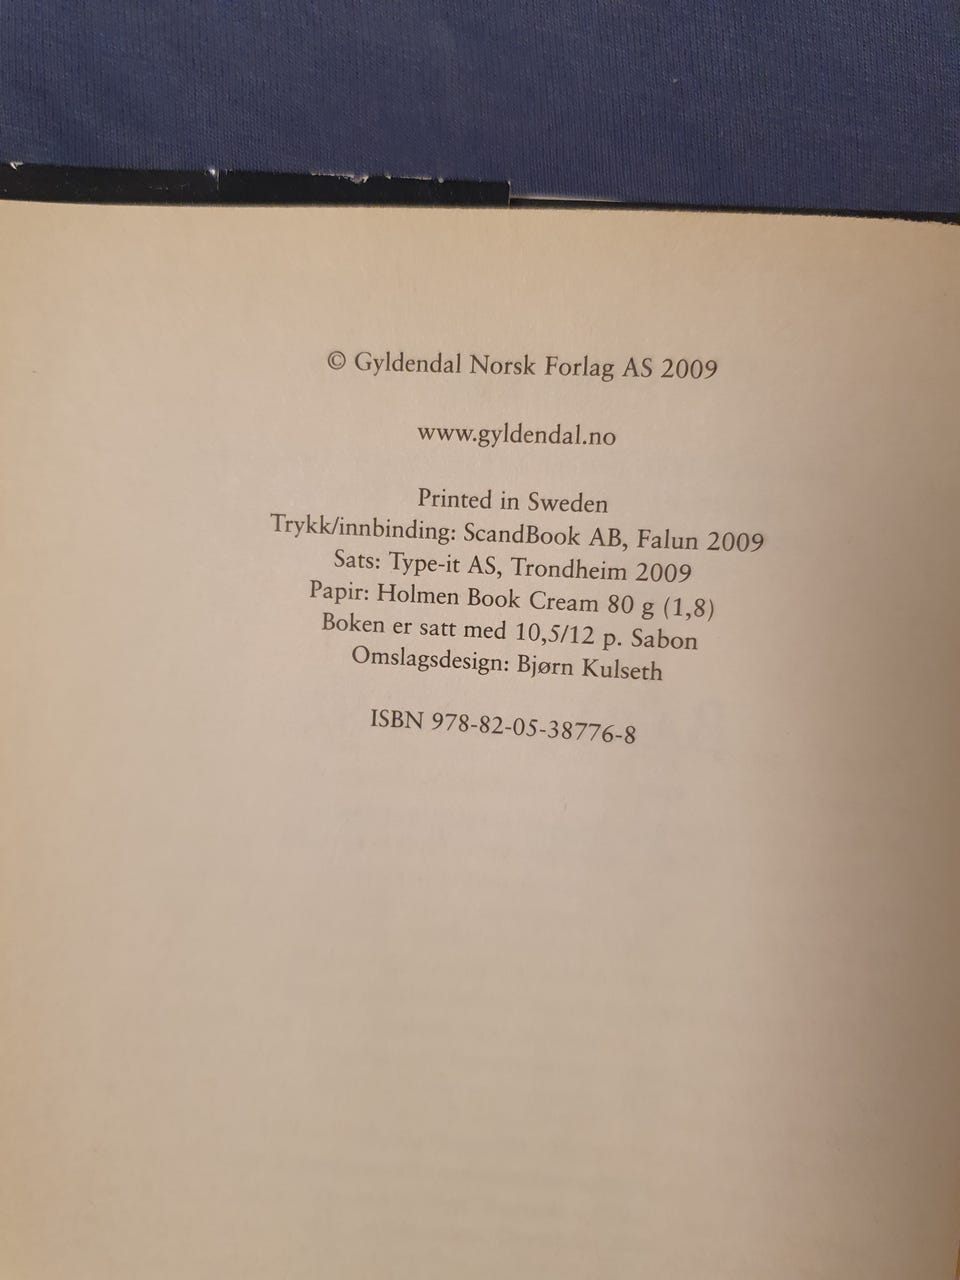 © Gyldendal Norsk Forlag AS 2009
www.gyldendal.no
Printed in Sweden
Trykk/innbinding: ScandBook AB, Falun 2009
Sats: Type-it AS, Trondheim 2009
Papir: Holmen Book Cream 80 g (1,8)
Boken er satt med 10,5/12 p. Sabon
Omslagsdesign: Bjørn Kulseth
ISBN 978-82-05-38776-8